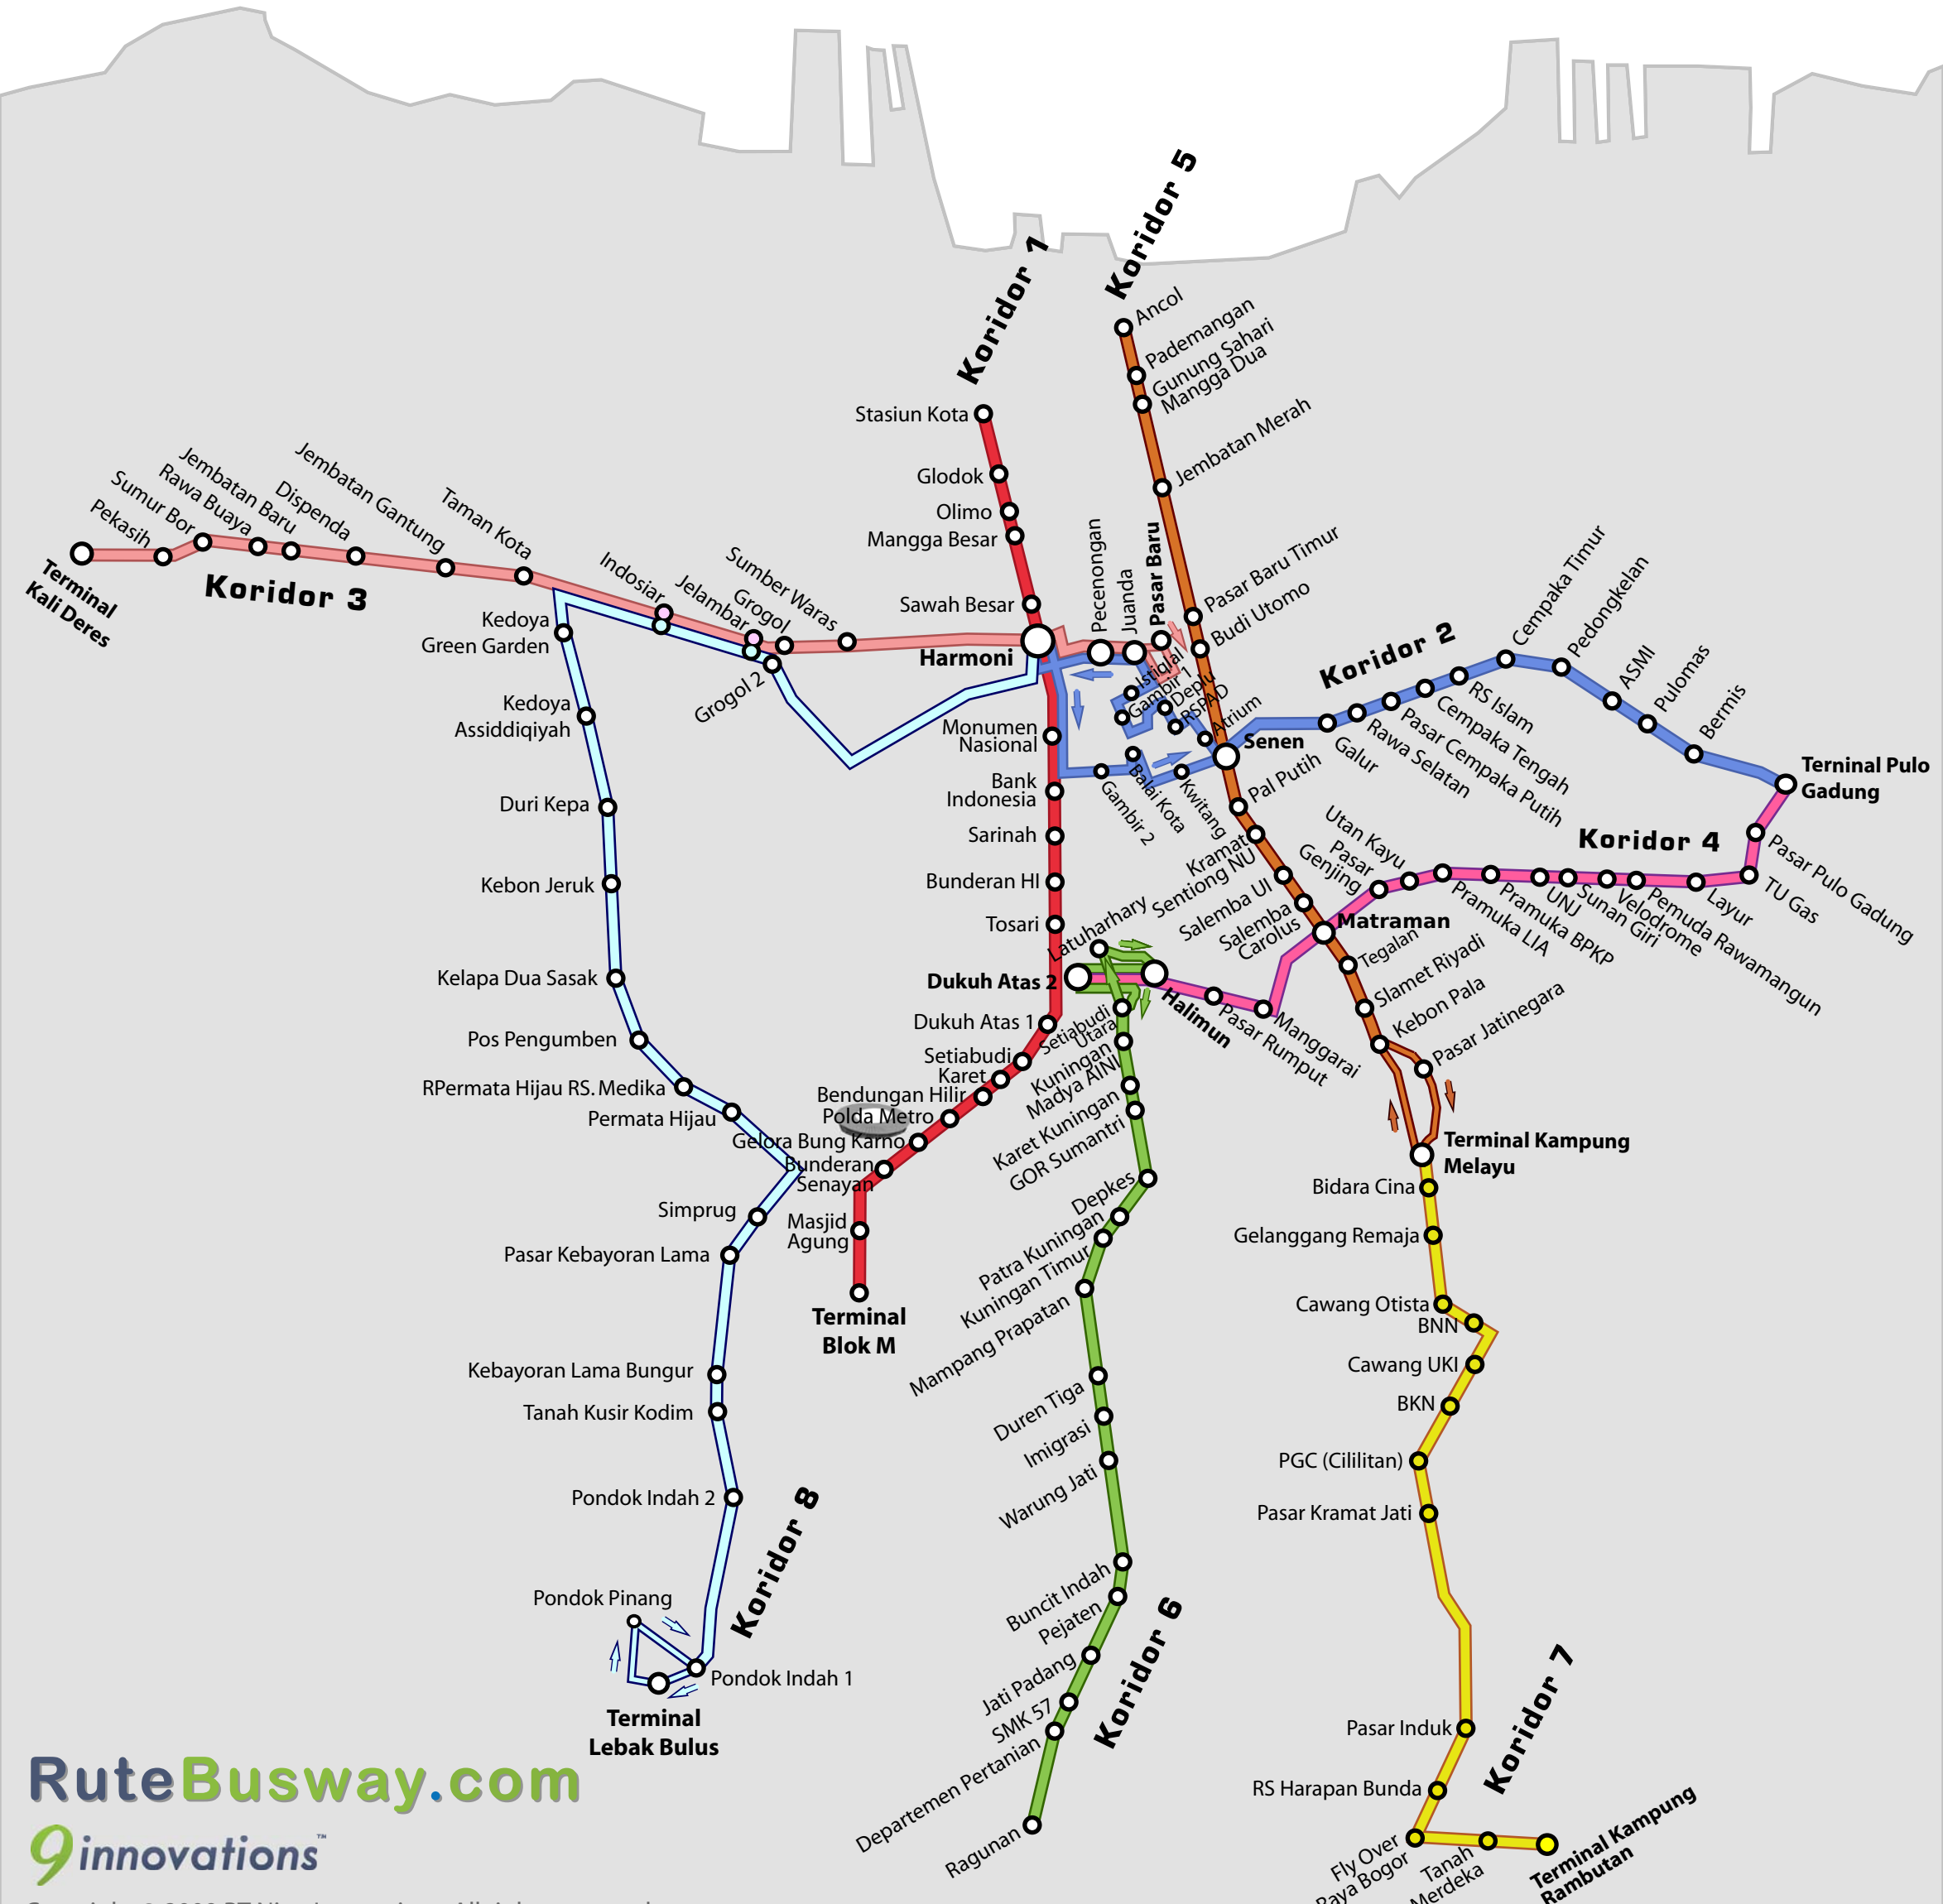 Koridor 1
Koridor 5
Stasiun Kota
Glodok
Olimo
Mangga Besar
Sawah Besar
Harmoni
Monumen
Nasional
Bank
Indonesia
Sarinah
Bunderan HI
Tosari
Dukuh Atas 2
Dukuh Atas 1
Setiabudi
Karet
Bendungan Hilir
Polda Metro
Gelora Bung Karno
Bunderan
Senayan
Masjid
Agung
Terminal
Blok M
Ancol
Pademangan
Gunung Sahari
Mangga Dua
Jembatan Merah
Pasar Baru Timur
Budi Utomo
Senen
Pal Putih
Kramat
Sentiong NU
Salemba UI
Salemba
Carolus
Matraman
Tegalan
Slamet Riyadi
Kebon Pala
Pasar Jatinegara
Terminal Kampung
Melayu
Terminal
Kali Deres
Pekasih
Sumur Bor
Rawa Buaya
Jembatan Baru
Dispenda
Jembatan Gantung
Taman Kota
Koridor 3
Indosiar
Jelambar
Grogol
Sumber Waras
Grogol 2
Pecenongan
Juanda
Pasar Baru
Istiqlal
Gambir 1
Deplu
RSPAD
Atrium
Gambir 2
Balai Kota
Kwitang
Koridor 2
Galur
Rawa Selatan
Pasar Cempaka Putih
Cempaka Tengah
RS Islam
Cempaka Timur
Pedongkelan
ASMI
Pulomas
Bermis
Terninal Pulo
Gadung
Koridor 4
Pasar Pulo Gadung
TU Gas
Layur
Pemuda Rawamangun
Velodrome
Sunan Giri
UNJ
Pramuka BPKP
Pramuka LIA
Utan Kayu
Pasar
Genjing
Manggarai
Pasar Rumput
Halimun
Latuharhary
Setiabudi
Utara
Kuningan
Madya AINI
Karet Kuningan
GOR Sumantri
Depkes
Patra Kuningan
Kuningan Timur
Mampang Prapatan
Duren Tiga
Imigrasi
Warung Jati
Buncit Indah
Pejaten
Jati Padang
SMK 57
Departemen Pertanian
Ragunan
Koridor 6
Kedoya
Green Garden
Kedoya
Assiddiqiyah
Duri Kepa
Kebon Jeruk
Kelapa Dua Sasak
Pos Pengumben
RPermata Hijau RS. Medika
Permata Hijau
Simprug
Pasar Kebayoran Lama
Kebayoran Lama Bungur
Tanah Kusir Kodim
Pondok Indah 2
Koridor 8
Pondok Pinang
Pondok Indah 1
Terminal
Lebak Bulus
Bidara Cina
Gelanggang Remaja
Cawang Otista
BNN
Cawang UKI
BKN
PGC (Cililitan)
Pasar Kramat Jati
Pasar Induk
RS Harapan Bunda
Koridor 7
Fly Over
Raya Bogor
Tanah
Merdeka
Terminal Kampung
Rambutan
RuteBusway.com
9innovations™